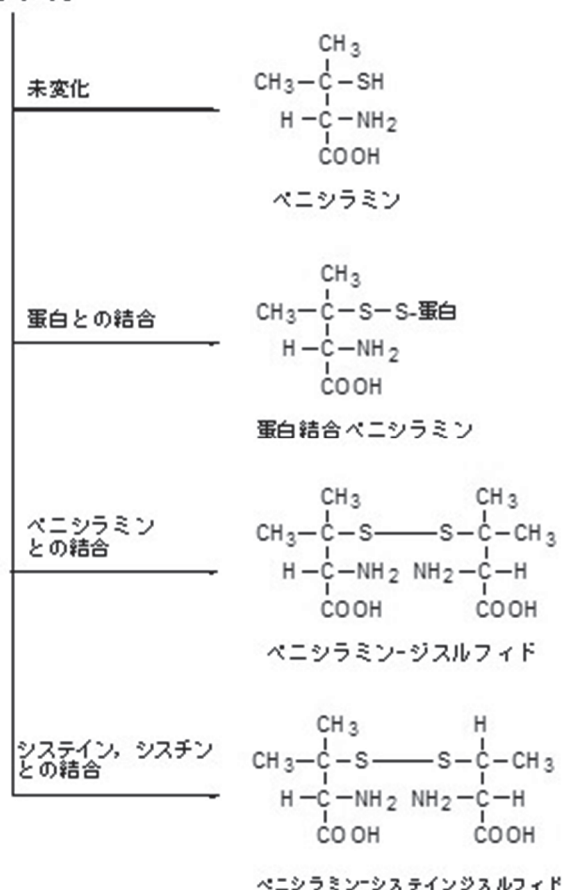 CH3
未変化
CH3—C—SH
H—C—NH2
COOH
ペニシラミン
CH3
蛋白との結合
CH3—C—S—S-蛋白
H—C—NH2
COOH
蛋白結合ペニシラミン
CH3 CH3
ペニシラミン
との結合
CH3—C—S——S—C—CH3
H—C—NH2 NH2—C—H
COOH COOH
ペニシラミン-ジスルフィド
CH3 H
システイン, シスチン
との結合
CH3—C—S——S—C—CH3
H—C—NH2 NH2—C—H
COOH COOH
ペニシラミン-システインジスルフィド